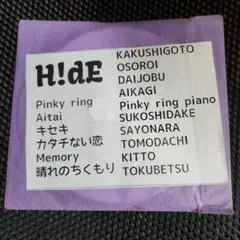 H!dE
Pinky ring
Aitai
キセキ
カタチない恋
Memory
晴れのちくもり
KAKUSHIGOTO
OSOROI
DAIJOBU
AIKAGI
Pinky ring piano
SUKOSHIDAKE
SAYONARA
TOMODACHI
KITTO
TOKUBETSU